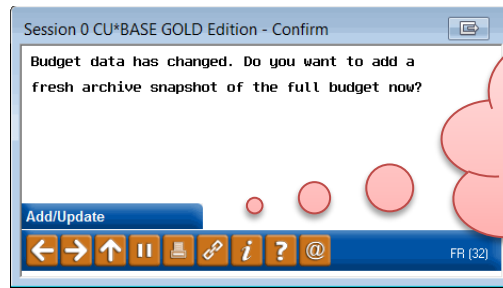 Session 0 CU*BASE GOLD Edition - Confirm
Budget data has changed. Do you want to add a
fresh archive snapshot of the full budget now?
Add/Update
i ? @
FR (32)